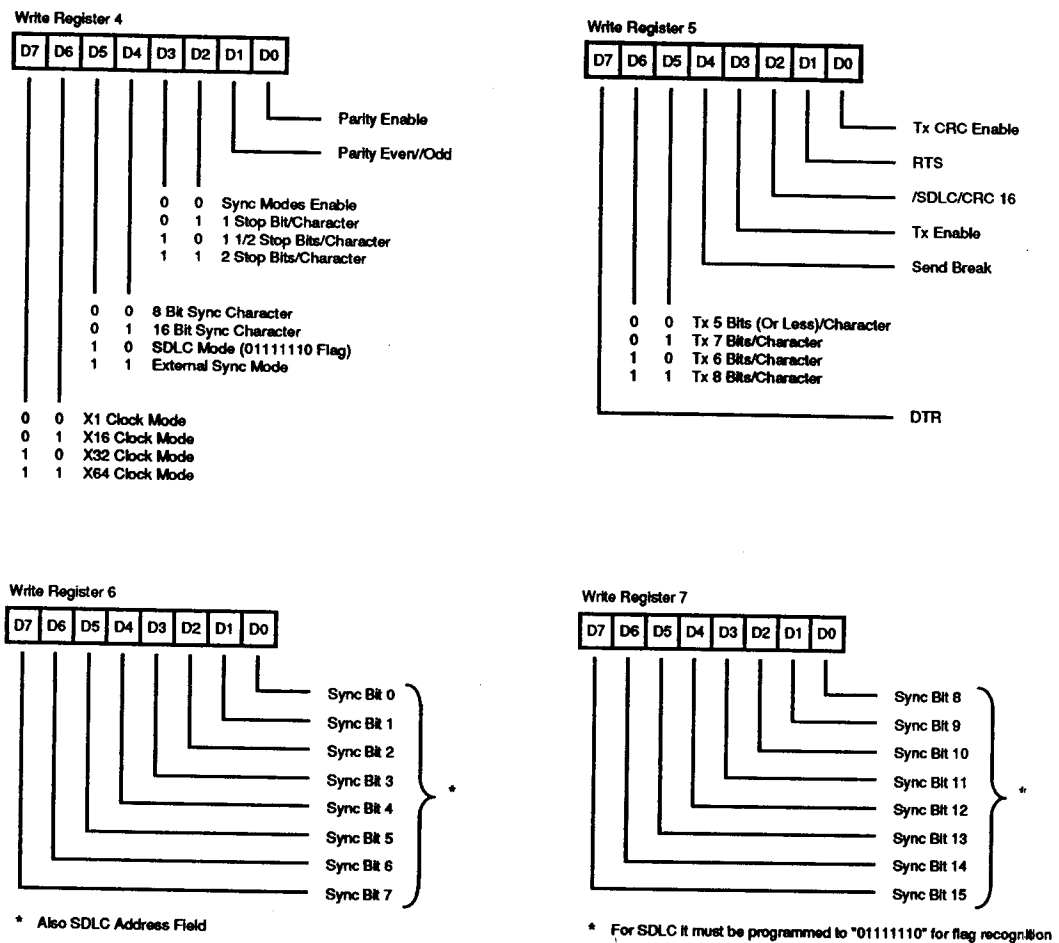 Write Register 4
D7 D6 D5 D4 D3 D2 D1 D0
Parity Enable
Parity Even//Odd
0 0 Sync Modes Enable
0 1 1 Stop Bit/Character
1 0 1 1/2 Stop Bits/Character
1 1 2 Stop Bits/Character
0 0 8 Bit Sync Character
0 1 16 Bit Sync Character
1 0 SDLC Mode (01111110 Flag)
1 1 External Sync Mode
0 0 X1 Clock Mode
0 1 X16 Clock Mode
1 0 X32 Clock Mode
1 1 X64 Clock Mode
Write Register 5
D7 D6 D5 D4 D3 D2 D1 D0
Tx CRC Enable
RTS
/SDLC/CRC 16
Tx Enable
Send Break
0 0 Tx 5 Bits (Or Less)/Character
0 1 Tx 7 Bits/Character
1 0 Tx 6 Bits/Character
1 1 Tx 8 Bits/Character
DTR
Write Register 6
D7 D6 D5 D4 D3 D2 D1 D0
Sync Bit 0
Sync Bit 1
Sync Bit 2
Sync Bit 3
Sync Bit 4
Sync Bit 5
Sync Bit 6
Sync Bit 7
*
* Also SDLC Address Field
Write Register 7
D7 D6 D5 D4 D3 D2 D1 D0
Sync Bit 8
Sync Bit 9
Sync Bit 10
Sync Bit 11
Sync Bit 12
Sync Bit 13
Sync Bit 14
Sync Bit 15
*
* For SDLC it must be programmed to "01111110" for flag recognition